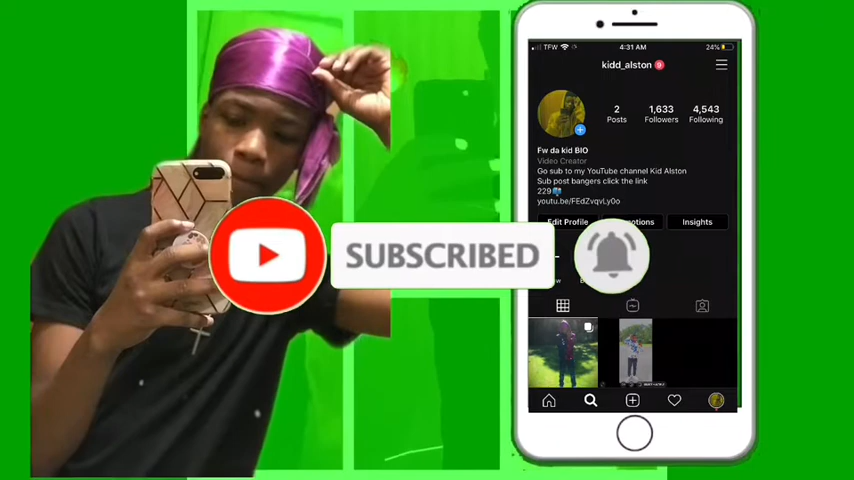 TFW
4:31 AM
24%
kidd_alston 9
2
1,633
4,543
Posts
Followers
Following
Fw da kid BIO
Video Creator
Go sub to my YouTube channel Kid Alston
Sub post bangers click the link
229
youtu.be/FEdZvqvLy0o
Edit Profile
Insights
SUBSCRIBED